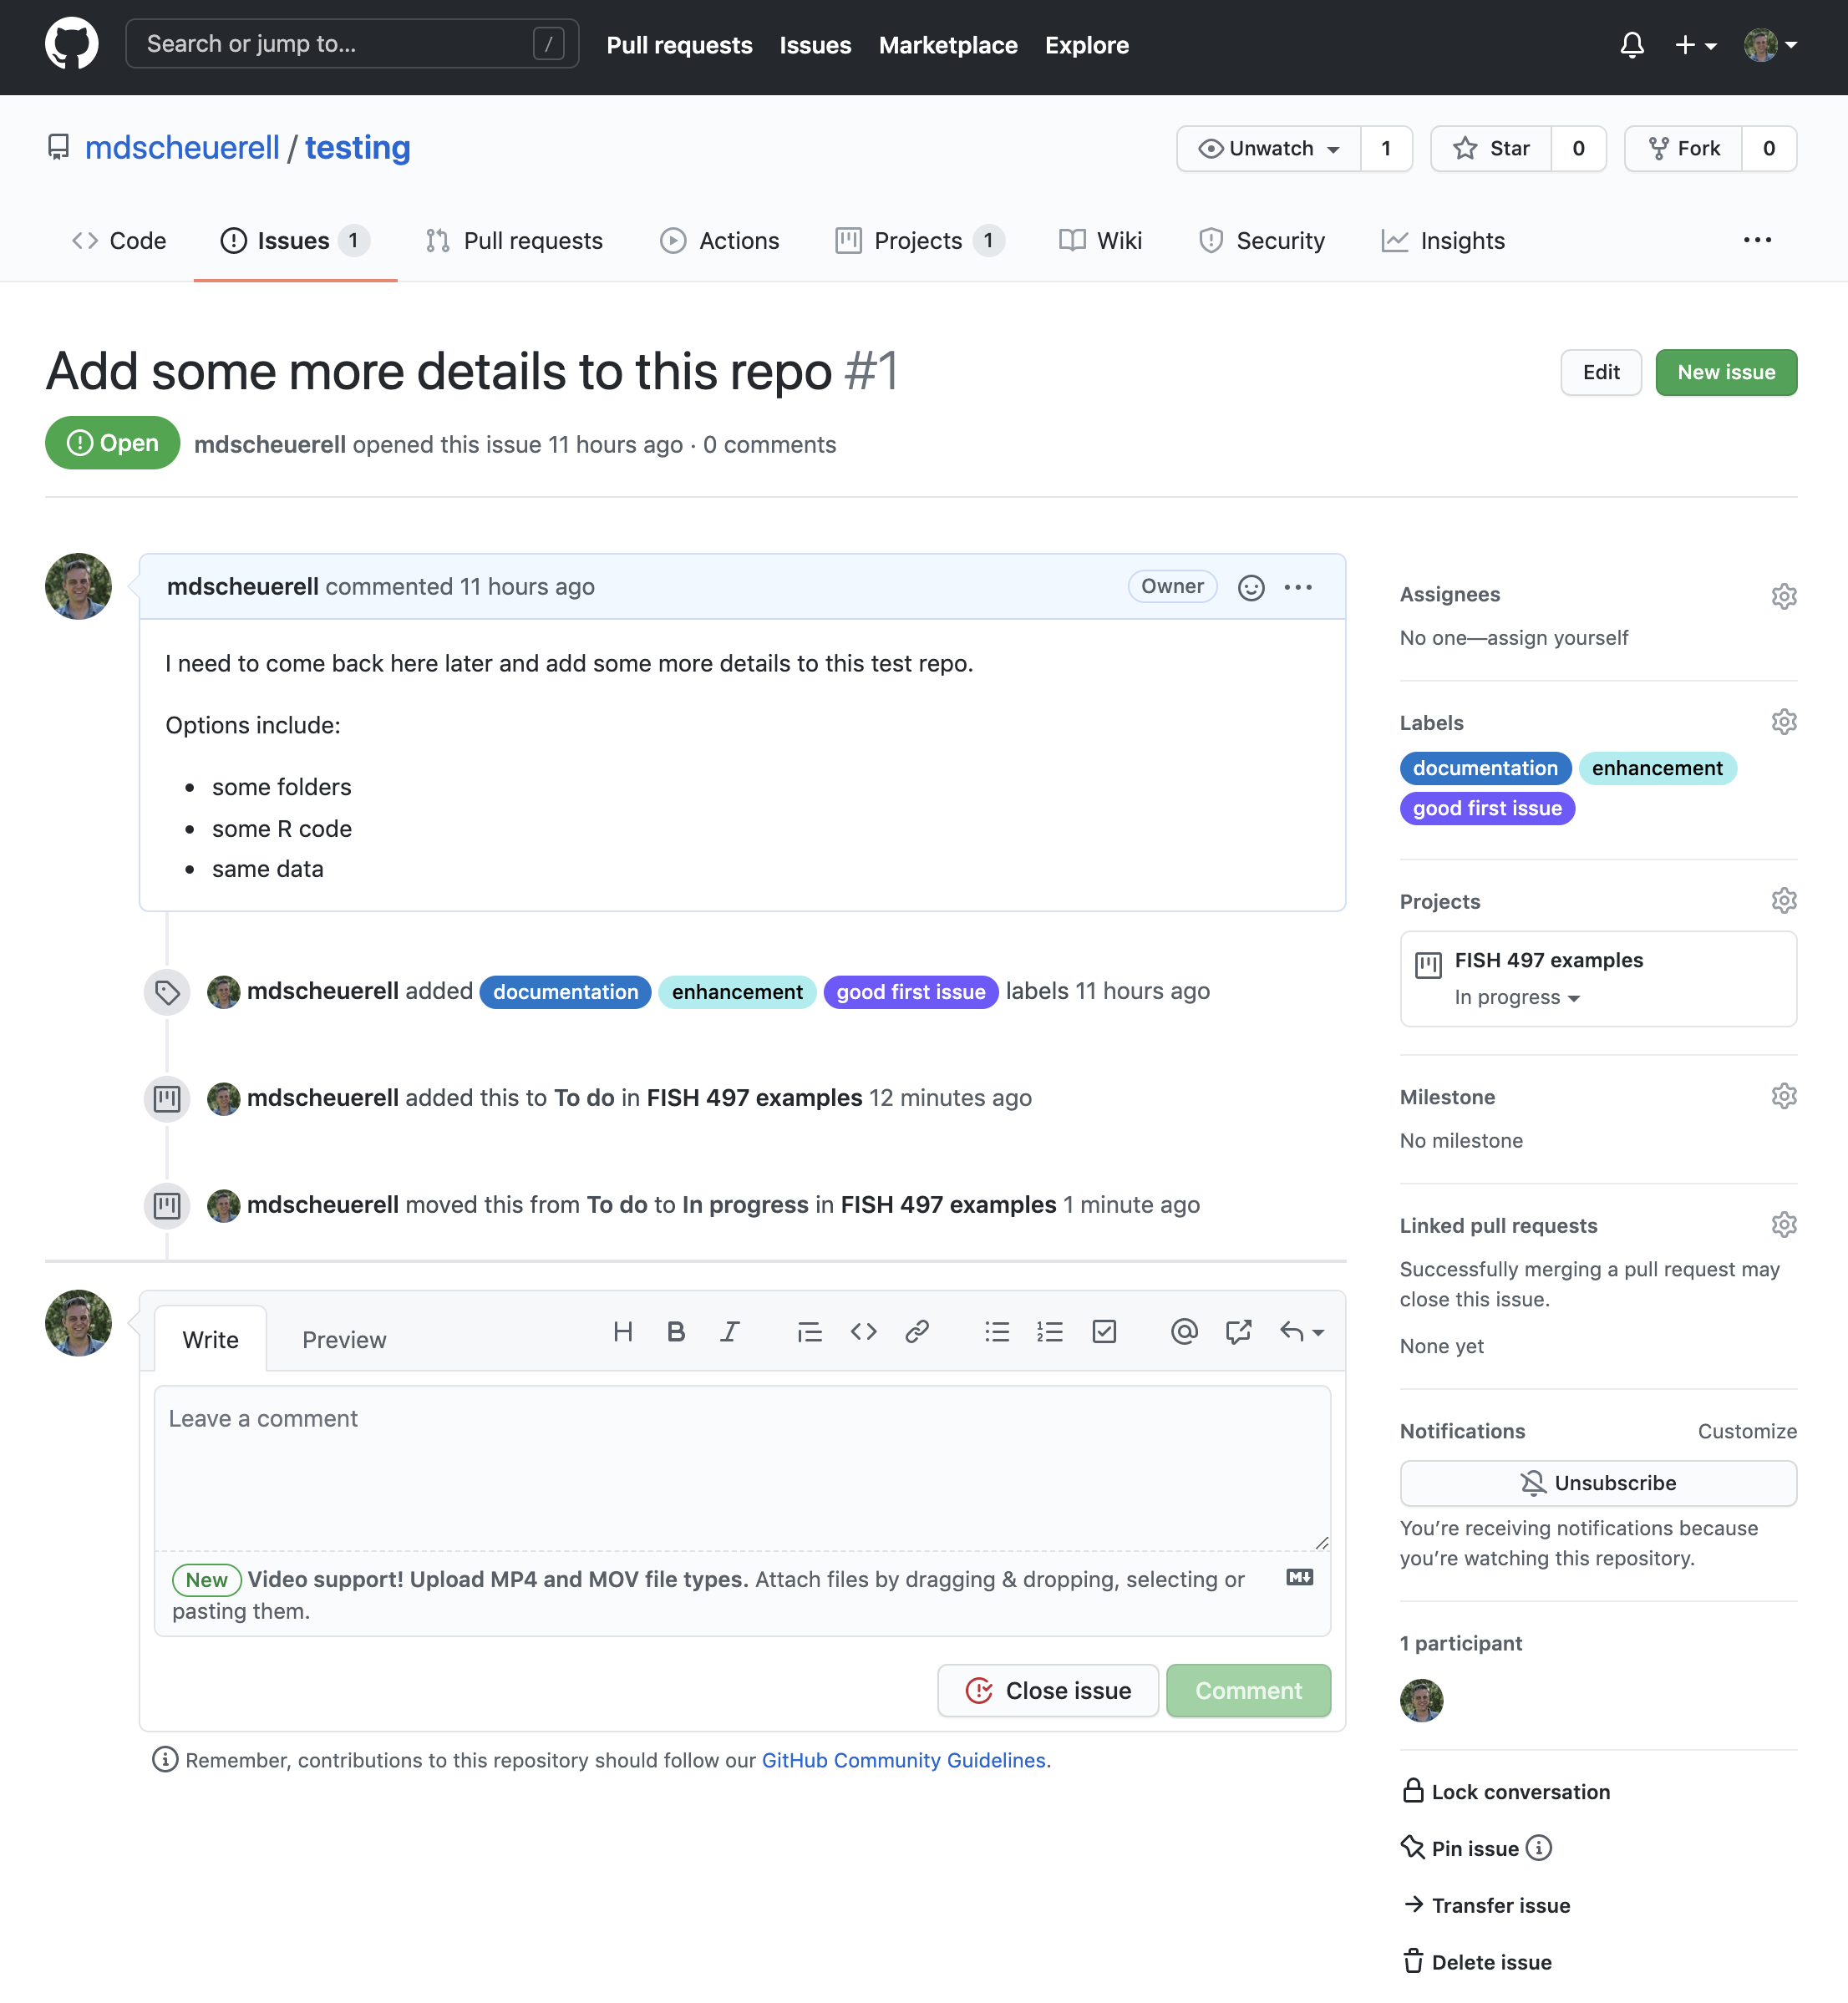 Search or jump to... /
Pull requests Issues Marketplace Explore
mdscheuerell / testing
Unwatch 1 Star 0 Fork 0
Code Issues 1 Pull requests Actions Projects 1 Wiki Security Insights
Add some more details to this repo #1
Edit New issue
Open mdscheuerell opened this issue 11 hours ago · 0 comments
mdscheuerell commented 11 hours ago Owner
I need to come back here later and add some more details to this test repo.
Options include:
• some folders
• some R code
• same data
mdscheuerell added documentation enhancement good first issue labels 11 hours ago
mdscheuerell added this to To do in FISH 497 examples 12 minutes ago
mdscheuerell moved this from To do to In progress in FISH 497 examples 1 minute ago
Write Preview
Leave a comment
New Video support! Upload MP4 and MOV file types. Attach files by dragging & dropping, selecting or
pasting them.
Close issue Comment
Remember, contributions to this repository should follow our GitHub Community Guidelines.
Assignees
No one—assign yourself
Labels
documentation enhancement
good first issue
Projects
FISH 497 examples
In progress
Milestone
No milestone
Linked pull requests
Successfully merging a pull request may
close this issue.
None yet
Notifications Customize
Unsubscribe
You’re receiving notifications because
you’re watching this repository.
1 participant
Lock conversation
Pin issue
Transfer issue
Delete issue